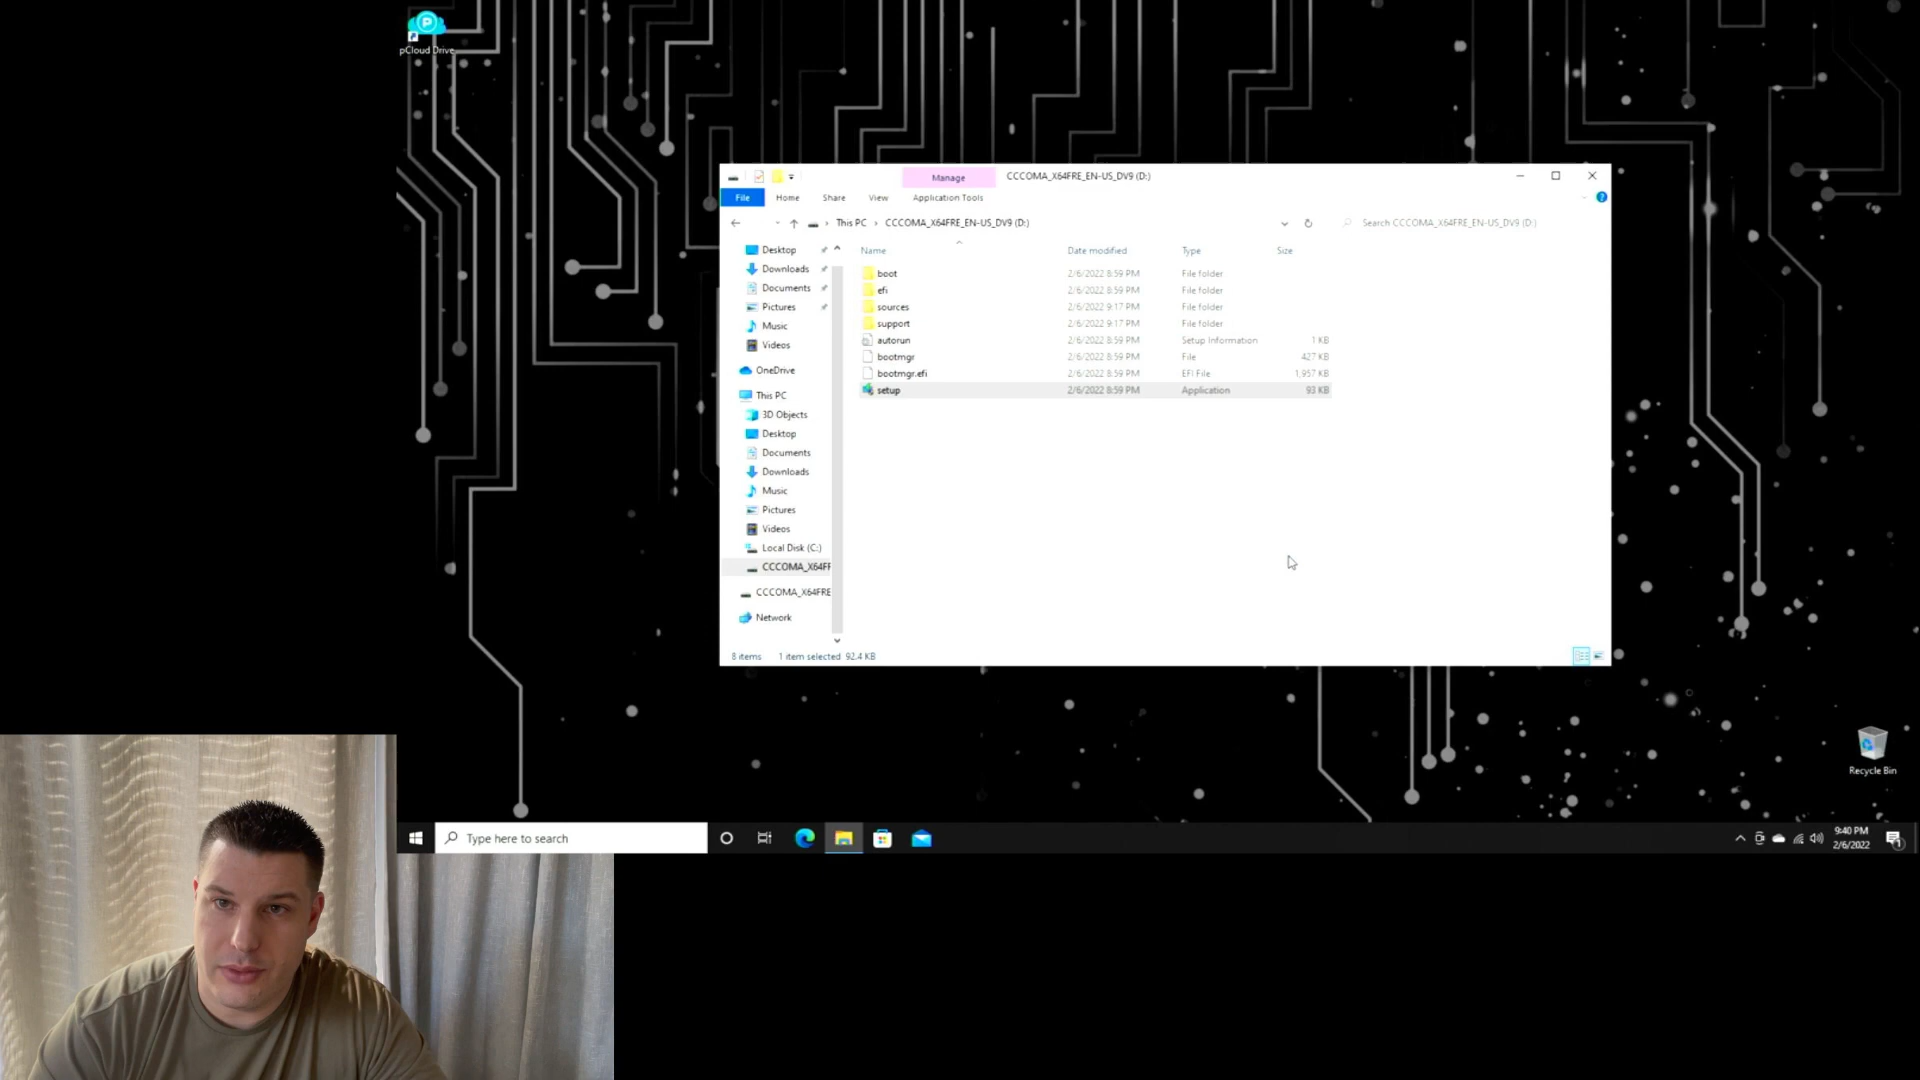 pCloud Drive
Manage
CCCOMA_X64FRE_EN-US_DV9 (D:)
File
Home
Share
View
Application Tools
This PC
CCCOMA_X64FRE_EN-US_DV9 (D:)
Search CCCOMA_X64FRE_EN-US_DV9 (D:)
Name
Date modified
Type
Size
Desktop
Downloads
Documents
Pictures
Music
Videos
OneDrive
This PC
3D Objects
Desktop
Documents
Downloads
Music
Pictures
Videos
Local Disk (C:)
CCCOMA_X64FR
CCCOMA_X64FRE
Network
boot 2/6/2022 8:59 PM File folder
efi 2/6/2022 8:59 PM File folder
sources 2/6/2022 9:17 PM File folder
support 2/6/2022 9:17 PM File folder
autorun 2/6/2022 8:59 PM Setup Information 1 KB
bootmgr 2/6/2022 8:59 PM File 427 KB
bootmgr.efi 2/6/2022 8:59 PM EFI File 1,957 KB
setup 2/6/2022 8:59 PM Application 93 KB
8 items 1 item selected 92.4 KB
Recycle Bin
Type here to search
9:40 PM
2/6/2022
1